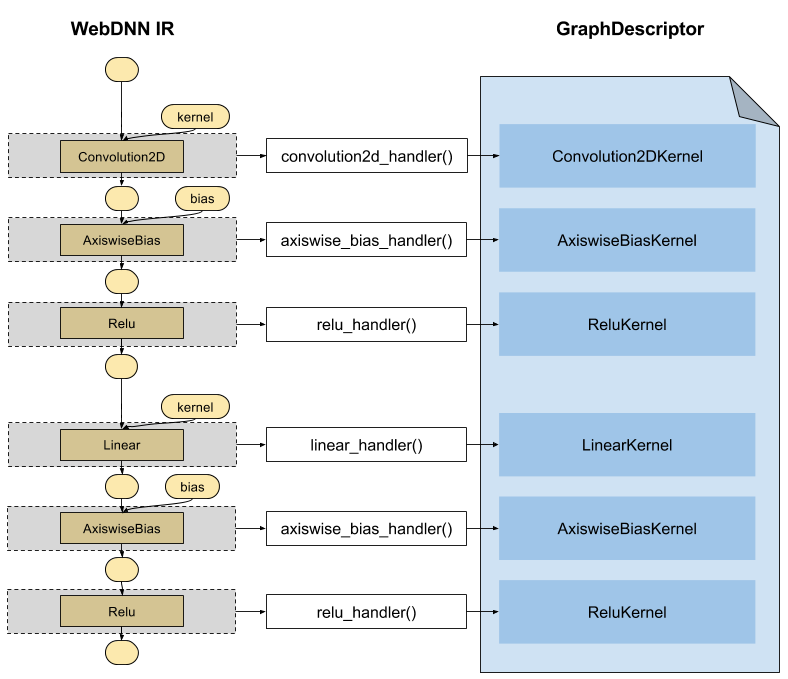 WebDNN IR
GraphDescriptor
kernel
Convolution2D
convolution2d_handler()
Convolution2DKernel
bias
AxiswiseBias
axiswise_bias_handler()
AxiswiseBiasKernel
Relu
relu_handler()
ReluKernel
kernel
Linear
linear_handler()
LinearKernel
bias
AxiswiseBias
axiswise_bias_handler()
AxiswiseBiasKernel
Relu
relu_handler()
ReluKernel